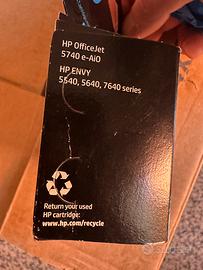 HP OfficeJet
5740 e-AiO
HP ENVY
5540, 5640, 7640 series
Return your used
HP cartridge:
www.hp.com/recycle